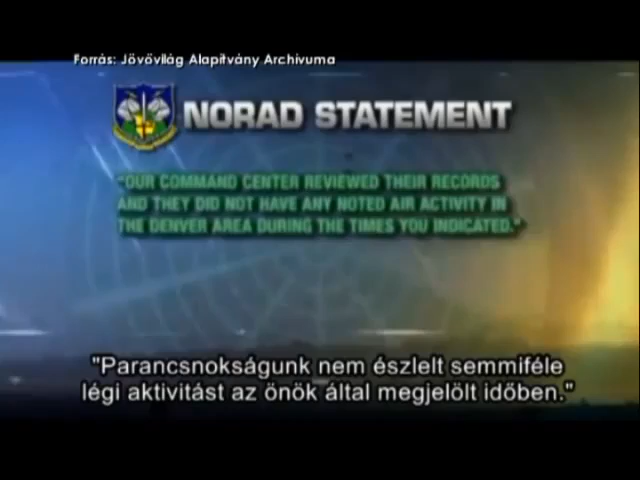 Forrás: Jövővilág Alapítvány Archivuma
NORAD STATEMENT
"OUR COMMAND CENTER REVIEWED THEIR RECORDS
AND THEY DID NOT HAVE ANY NOTED AIR ACTIVITY IN
THE DENVER AREA DURING THE TIMES YOU INDICATED."
"Parancsnokságunk nem észlelt semmiféle
légi aktivitást az önök által megjelölt időben."